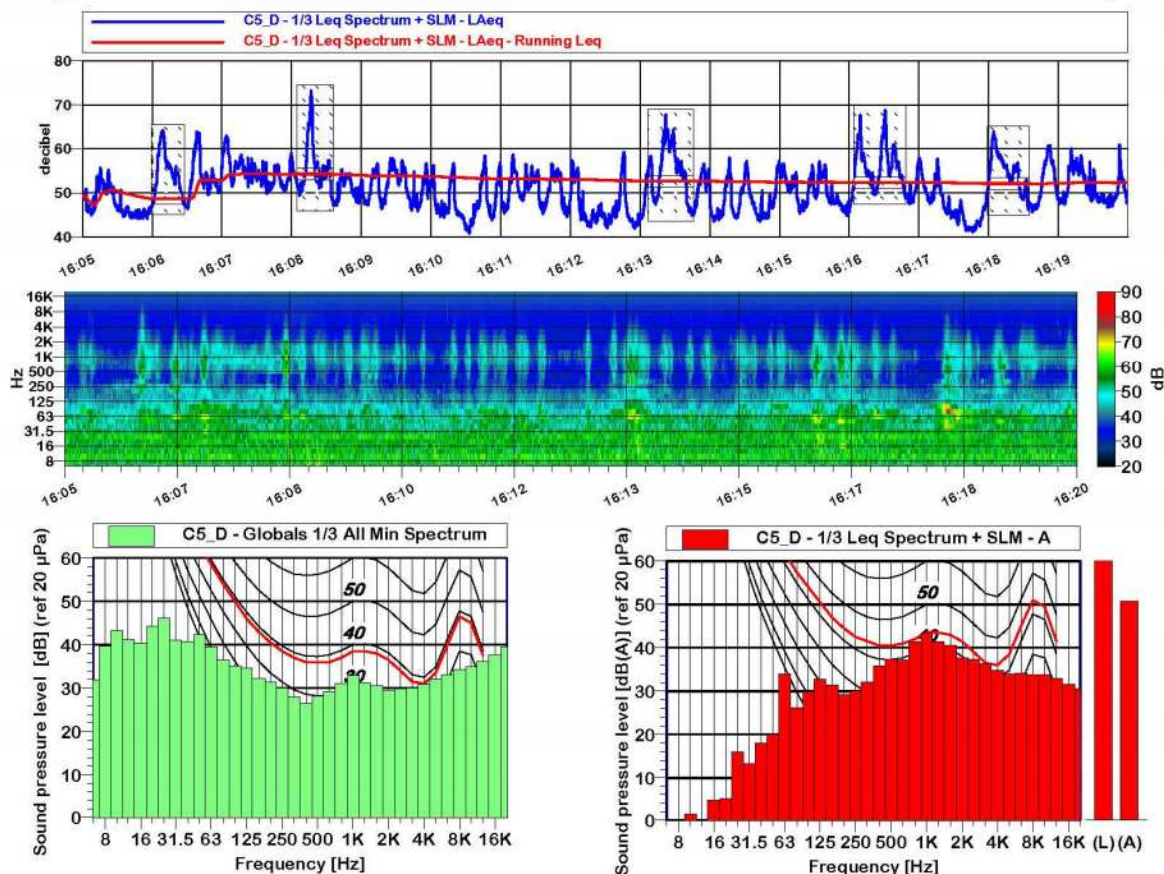 C5_D - 1/3 Leq Spectrum + SLM - LAeq
C5_D - 1/3 Leq Spectrum + SLM - LAeq - Running Leq
decibel
80
70
60
50
40
16:05 16:06 16:07 16:08 16:09 16:10 16:11 16:12 16:13 16:14 16:15 16:16 16:17 16:18 16:19
Hz
16K
8K
4K
2K
1K
500
250
125
63
31.5
16
8
90
80
70
60
50
40
30
20
dB
16:05 16:07 16:08 16:10 16:12 16:13 16:15 16:17 16:18 16:20
C5_D - Globals 1/3 All Min Spectrum
Sound pressure level [dB] (ref 20 µPa)
60
50
40
30
20
10
0
50
40
8 16 31.5 63 125 250 500 1K 2K 4K 8K 16K
Frequency [Hz]
C5_D - 1/3 Leq Spectrum + SLM - A
Sound pressure level [dB(A)] (ref 20 µPa)
60
50
40
30
20
10
0
50
8 16 31.5 63 125 250 500 1K 2K 4K 8K 16K (L) (A)
Frequency [Hz]